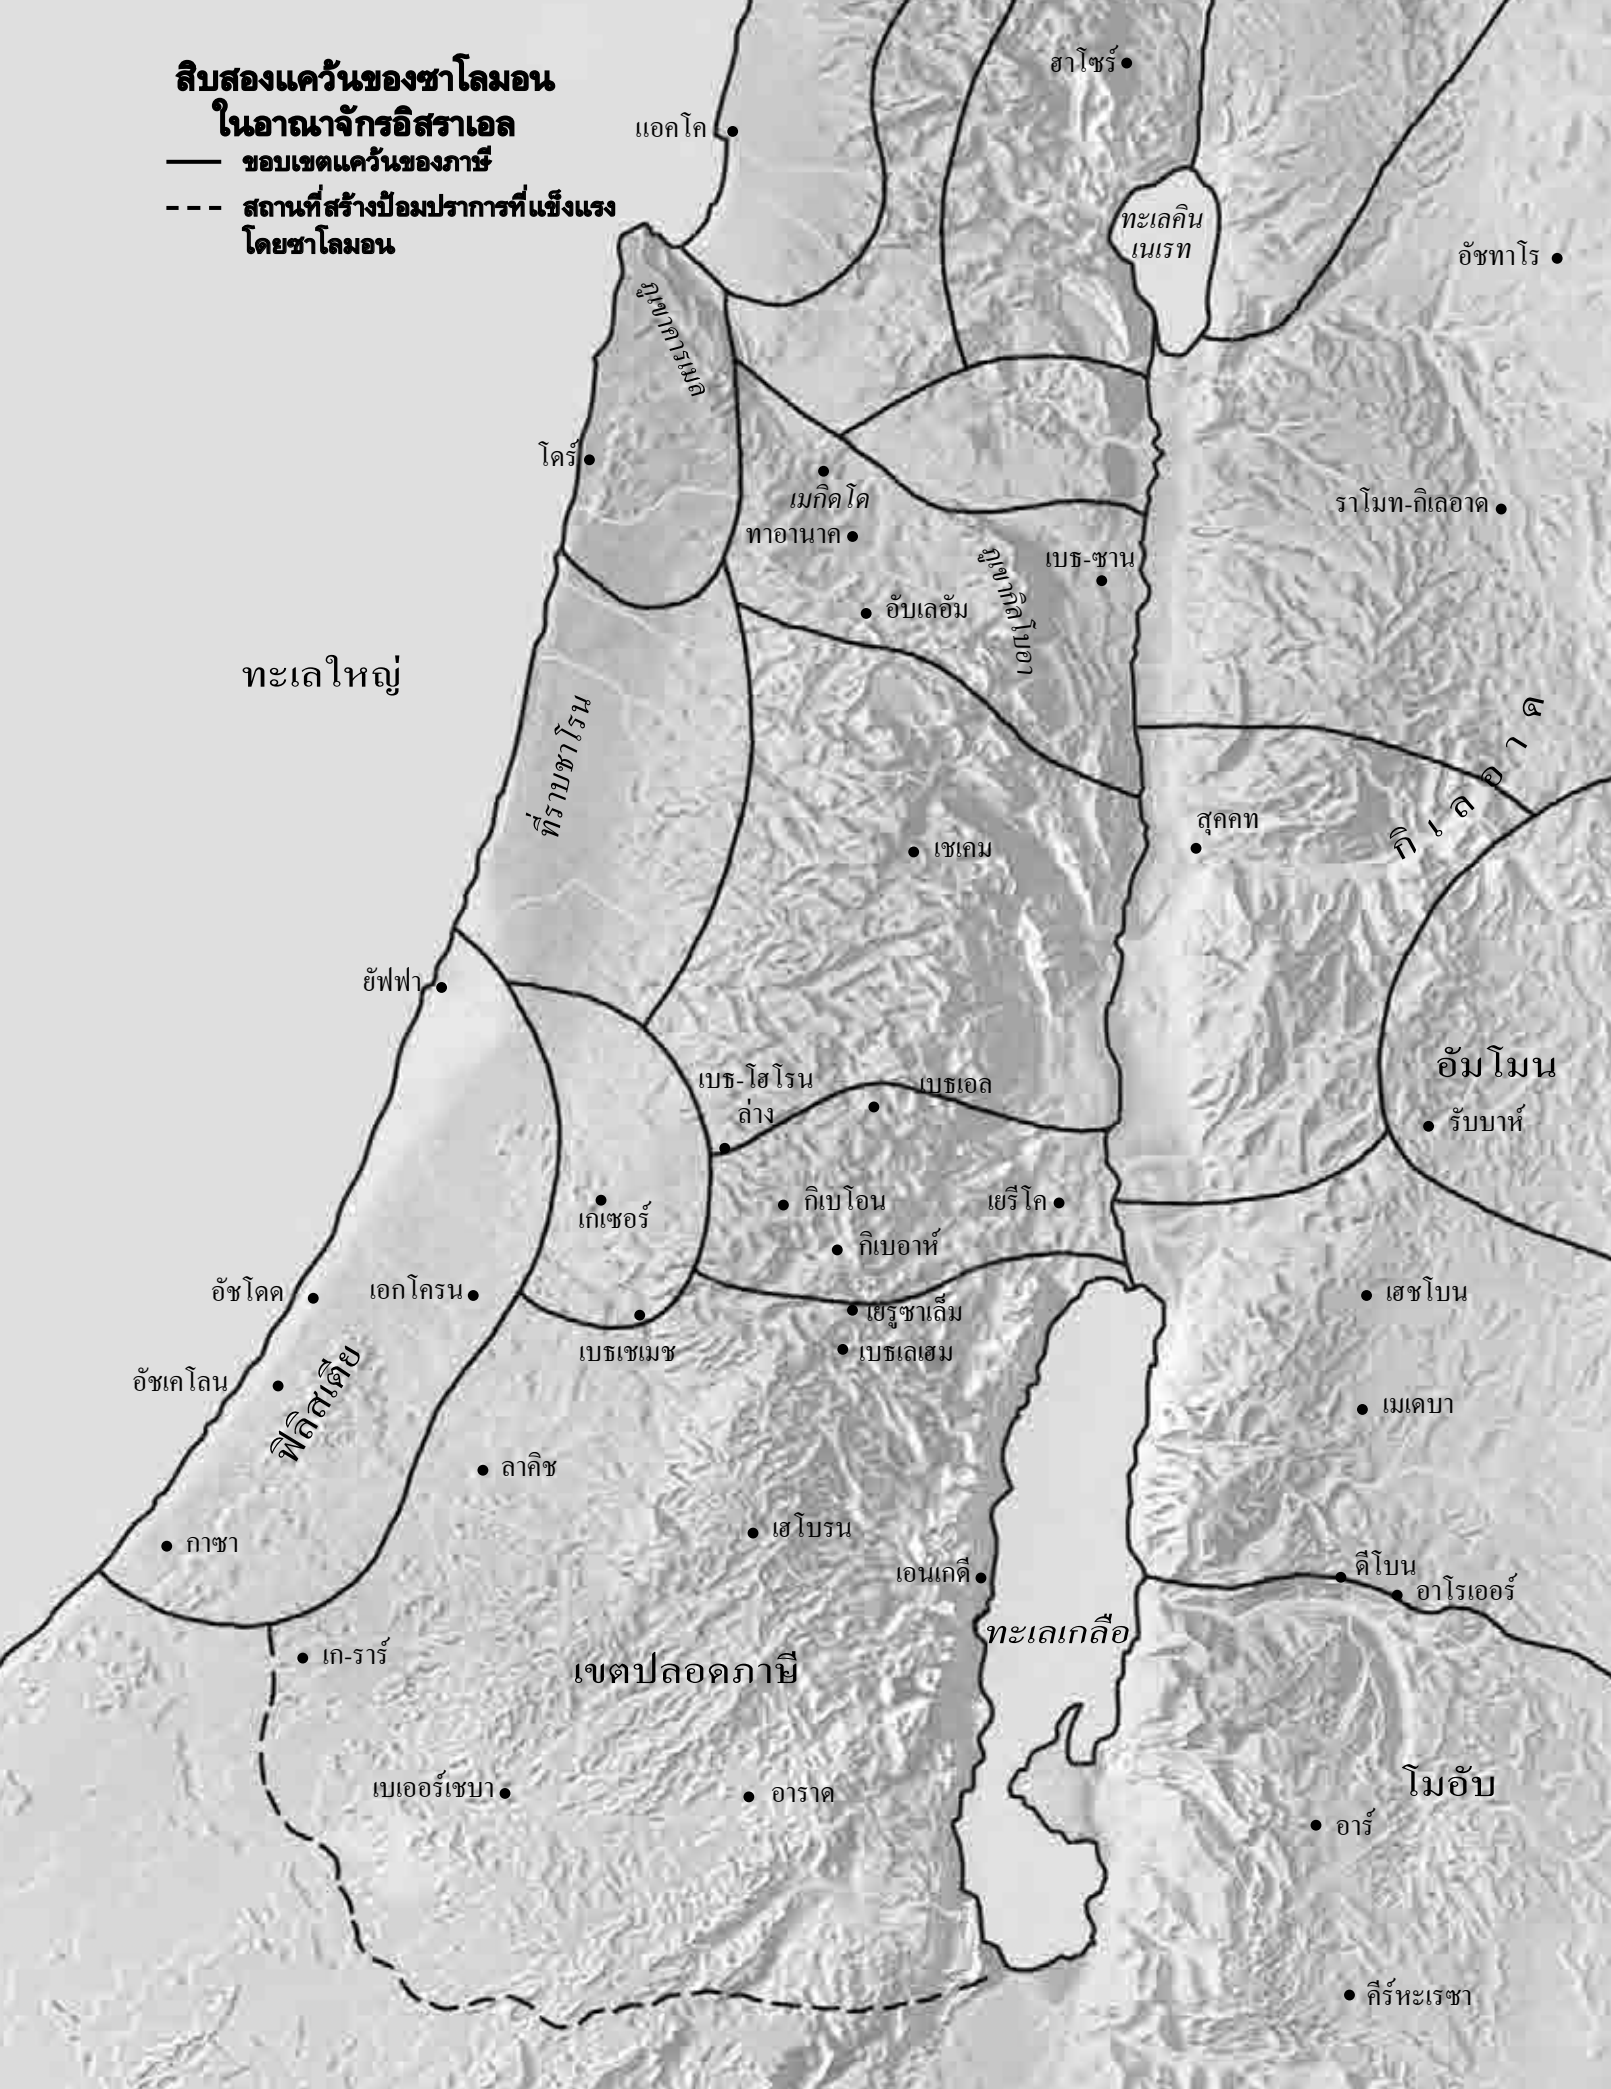 สิบสองแคว้นของซาโลมอน
ในอาณาจักรอิสราเอล
ขอบเขตแคว้นของภาษี
สถานที่สร้างป้อมปราการที่แข็งแรง
โดยซาโลมอน
ฮาโซร์
แอคโค
ทะเลคิน
เนเรท
อัชทาโร
ภูเขาคารเมล
โดร์
เมกิดโด
ทาอานาค
ราโมท-กิเลอาด
ภูเขากิลโบอา
เบธ-ซาน
อับเลอัม
ทะเลใหญ่
ที่ราบชาโรน
กิเลอาด
สุคคท
เชเคม
ยัฟฟา
อัมโมน
เบธ-โฮโรน
ล่าง
เบธเอล
รับบาห์
เกเซอร์
กิเบโอน
เยรีโค
กิเบอาห์
อัชโดด
เอกโครน
เฮชโบน
เยรูซาเล็ม
เบธเชเมช
เบธเลเฮม
อัชเคโลน
ฟิลิสเตีย
เมเดบา
ลาคิช
กาซา
เฮโบรน
เอนเกดี
ดีโบน
อาโรเออร์
ทะเลเกลือ
เก-ราร์
เขตปลอดภาษี
โมอับ
เบเออร์เชบา
อาราด
อาร์
คีร์หะเรซา